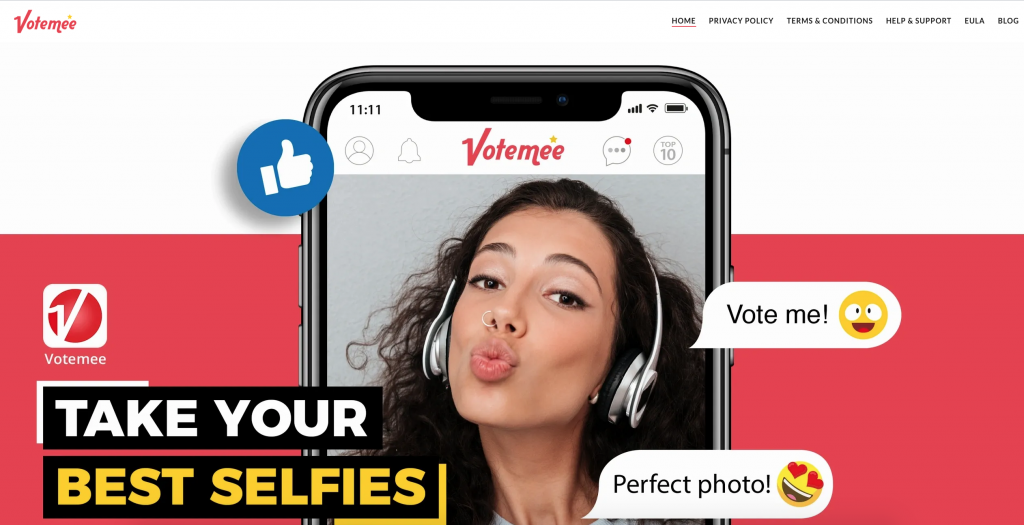 Votemee
HOME PRIVACY POLICY TERMS & CONDITIONS HELP & SUPPORT EULA BLOG
11:11
Votemee
TOP
10
Vote me!
Votemee
TAKE YOUR
BEST SELFIES
Perfect photo!